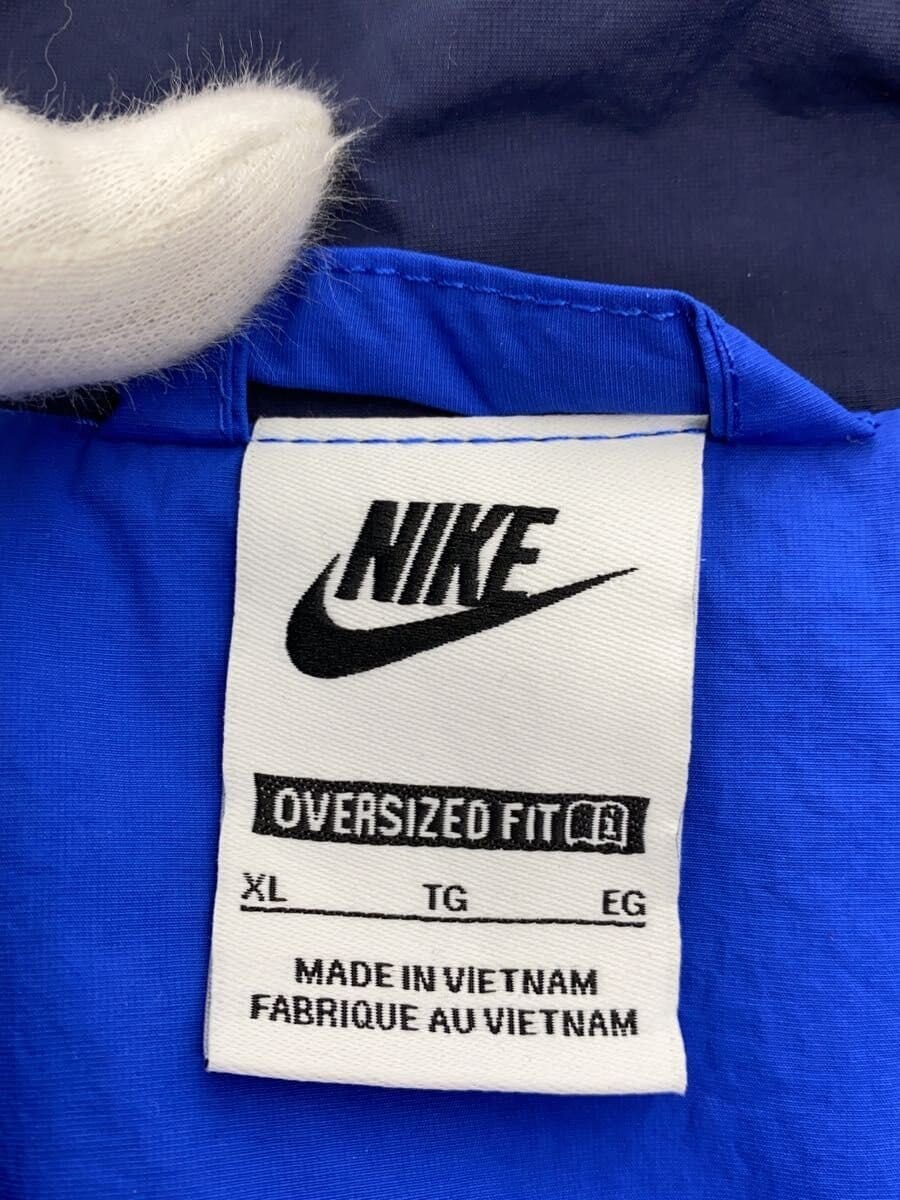 NIKE
OVERSIZED FIT
XL TG EG
MADE IN VIETNAM
FABRIQUE AU VIETNAM